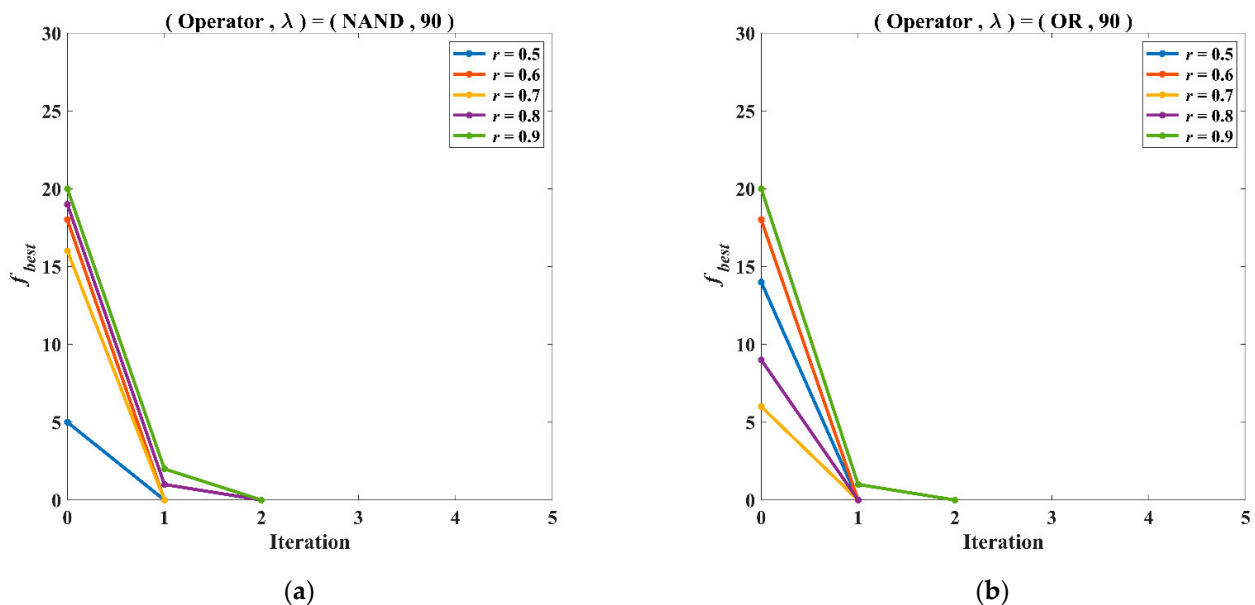 ( Operator , λ ) = ( NAND , 90 )
30
25
20
15
10
5
0
f best
0 1 2 3 4 5
Iteration
r = 0.5
r = 0.6
r = 0.7
r = 0.8
r = 0.9
(a)
( Operator , λ ) = ( OR , 90 )
30
25
20
15
10
5
0
f best
0 1 2 3 4 5
Iteration
r = 0.5
r = 0.6
r = 0.7
r = 0.8
r = 0.9
(b)